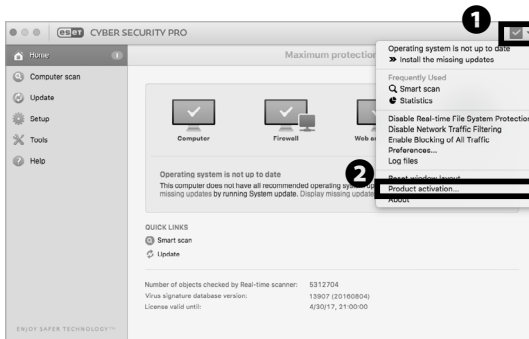 1
eset CYBER SECURITY PRO
Home
Computer scan
Update
Setup
Tools
Help
ENJOY SAFER TECHNOLOGY™
Maximum protection
Computer
Firewall
Web
Operating system is not up to date
This computer does not have all recommended operating
missing updates by running System update. Display missing update
QUICK LINKS
Smart scan
Update
Number of objects checked by Real-time scanner: 5312704
Virus signature database version: 13907 (20160804)
License valid until: 4/30/17, 21:00:00
Operating system is not up to date
Install the missing updates
Frequently Used
Smart scan
Statistics
Disable Real-time File System Protection
Disable Network Traffic Filtering
Enable Blocking of All Traffic
Preferences...
Log files
2
Reset window layout
Product activation...
About